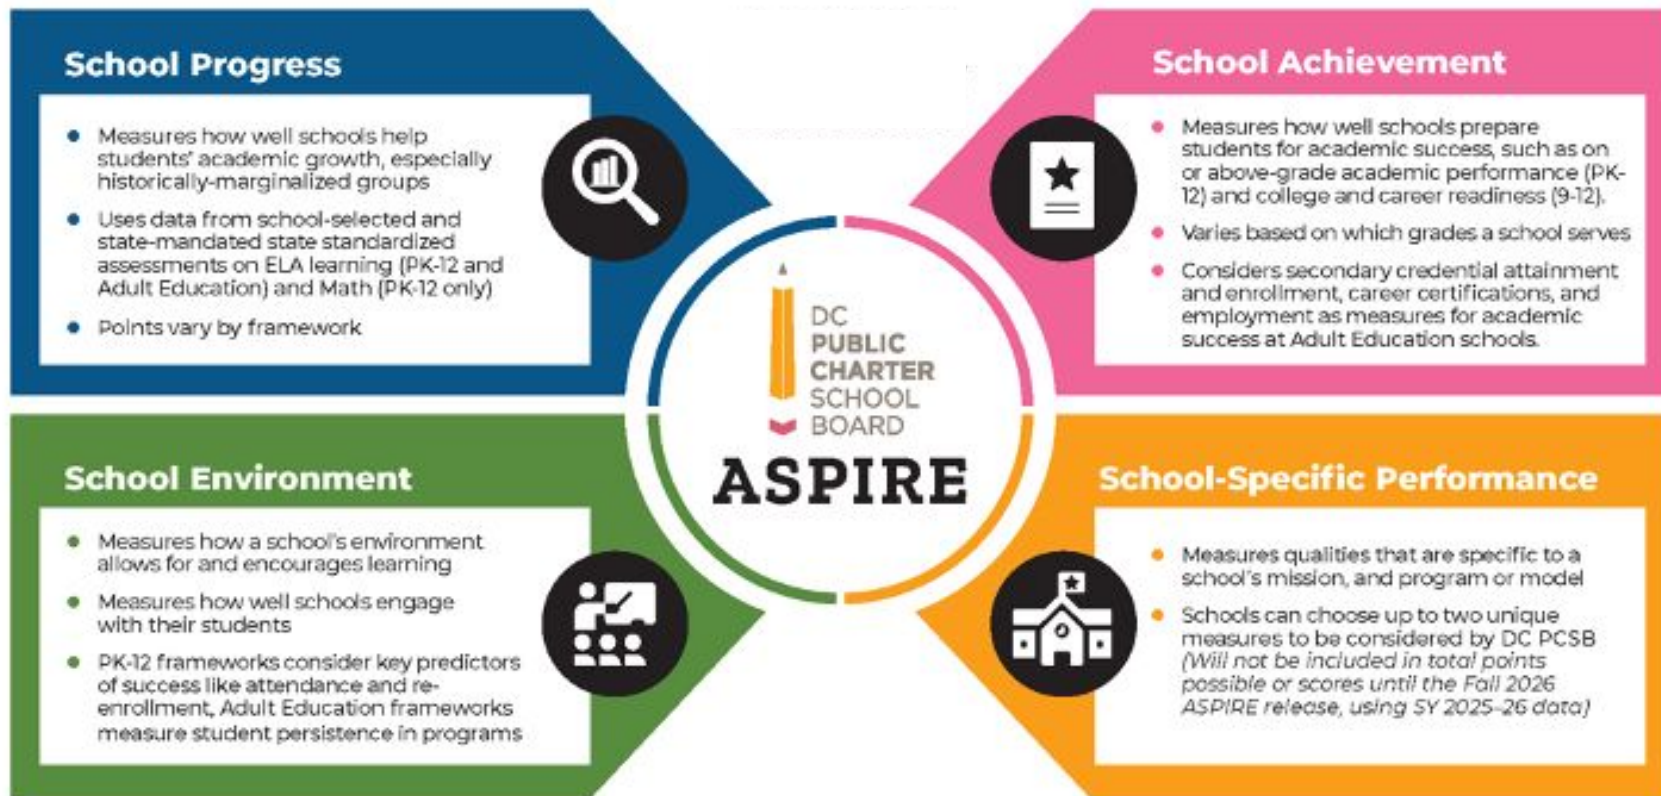 School Progress
Measures how well schools help
students' academic growth, especially
historically-marginalized groups
Uses data from school-selected and
state-mandated state standardized
assessments on ELA learning (PK-12 and
Adult Education) and Math (PK-12 only)
Points vary by framework
School Achievement
Measures how well schools prepare
students for academic success, such as on
or above-grade academic performance (PK-
12) and college and career readiness (9-12).
Varies based on which grades a school serves
Considers secondary credential attainment
and enrollment, career certifications, and
employment as measures for academic
success at Adult Education schools.
DC
PUBLIC
CHARTER
SCHOOL
BOARD
ASPIRE
School Environment
Measures how a school's environment
allows for and encourages learning
Measures how well schools engage
with their students
PK-12 frameworks consider key predictors
of success like attendance and re-
enrollment, Adult Education frameworks
measure student persistence in programs
School-Specific Performance
Measures qualities that are specific to a
school's mission, and program or model
Schools can choose up to two unique
measures to be considered by DC PCSB
(Will not be included in total points
possible or scores until the Fall 2026
ASPIRE release, using SY 2025-26 data)